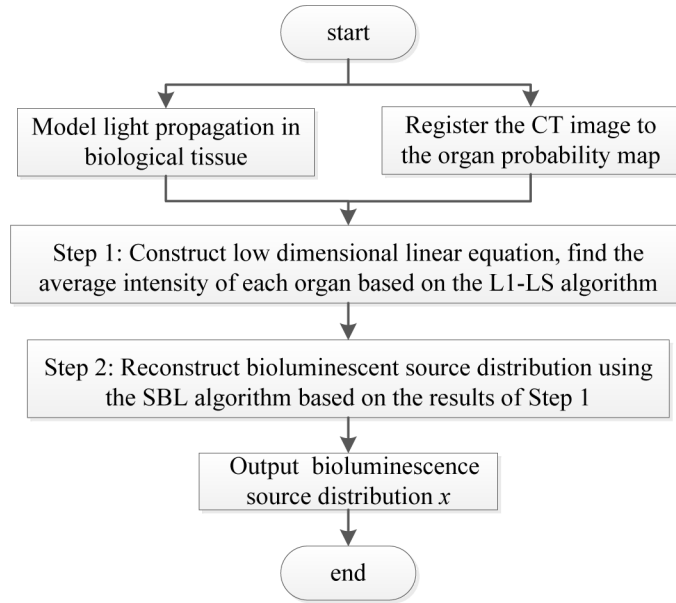 start
Model light propagation in
biological tissue
Register the CT image to
the organ probability map
Step 1: Construct low dimensional linear equation, find the
average intensity of each organ based on the L1-LS algorithm
Step 2: Reconstruct bioluminescent source distribution using
the SBL algorithm based on the results of Step 1
Output bioluminescence
source distribution x
end